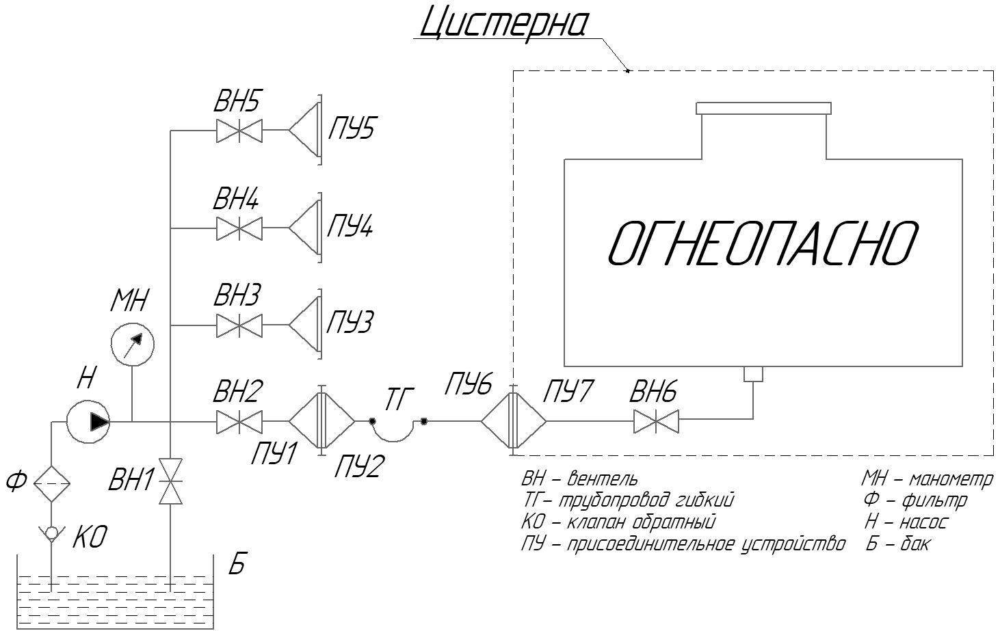 Цистерна
ВН5
ПУ5
ВН4
ПУ4
ОГНЕОПАСНО
ВН3
МН
ПУ3
Н
ВН2
ТГ
ПУ6
ПУ7
ВН6
ПУ1
ПУ2
Ф
ВН1
КО
Б
ВН – вентель
ТГ– трубопровод гибкий
КО – клапан обратный
ПУ – присоединительное устройство
МН – манометр
Ф – фильтр
Н – насос
Б – бак